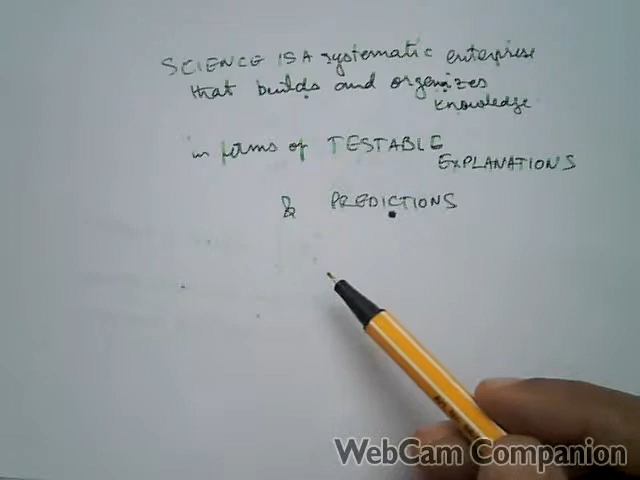 SCIENCE IS A systematic enterprise
that builds and organizes
knowledge
in terms of TESTABLE
EXPLANATIONS
& PREDICTIONS
WebCam Companion